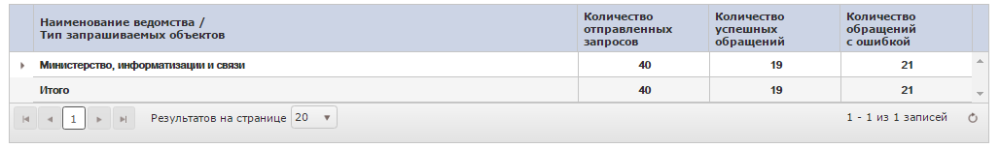 Наименование ведомства /
Тип запрашиваемых объектов
Количество
отправленных
запросов
Количество
успешных
обращений
Количество
обращений
с ошибкой
Министерство, информатизации и связи 40 19 21
Итого 40 19 21
1 Результатов на странице 20 1 - 1 из 1 записей